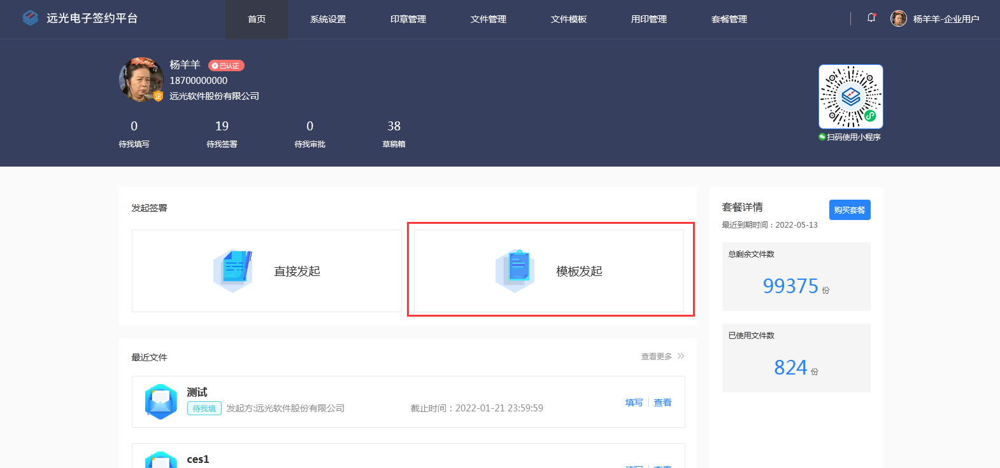 远光电子签约平台
首页 系统设置 印章管理 文件管理 文件模板 用印管理 套餐管理
杨羊羊-企业用户
杨羊羊 已认证
18700000000
企
远光软件股份有限公司
0 19 0 38
待我填写 待我签署 待我审批 草稿箱
扫码使用小程序
发起签署
直接发起
模板发起
套餐详情
购买套餐
最近到期时间：2022-05-13
总剩余文件数
99375 份
已使用文件数
824 份
最近文件
查看更多
测试
待我填 发起方:远光软件股份有限公司 截止时间：2022-01-21 23:59:59
填写 查看
ces1
填写 查看